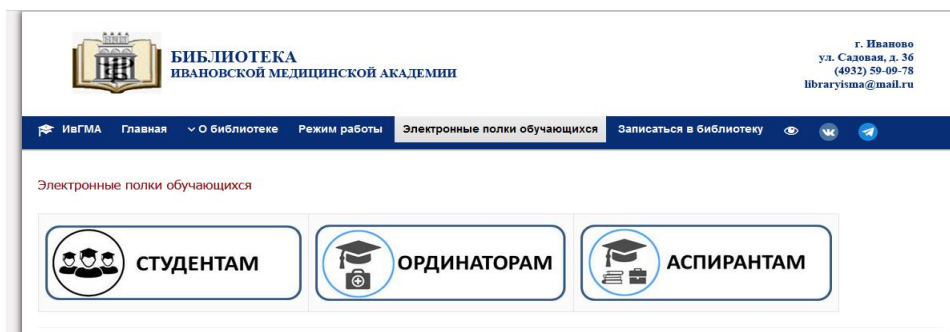 БИБЛИОТЕКА
ИВАНОВСКОЙ МЕДИЦИНСКОЙ АКАДЕМИИ
г. Иваново
ул. Садовая, д. 36
(4932) 59-09-78
libraryisma@mail.ru
ИвГМА Главная О библиотеке Режим работы Электронные полки обучающихся Записаться в библиотеку
Электронные полки обучающихся
СТУДЕНТАМ ОРДИНАТОРАМ АСПИРАНТАМ